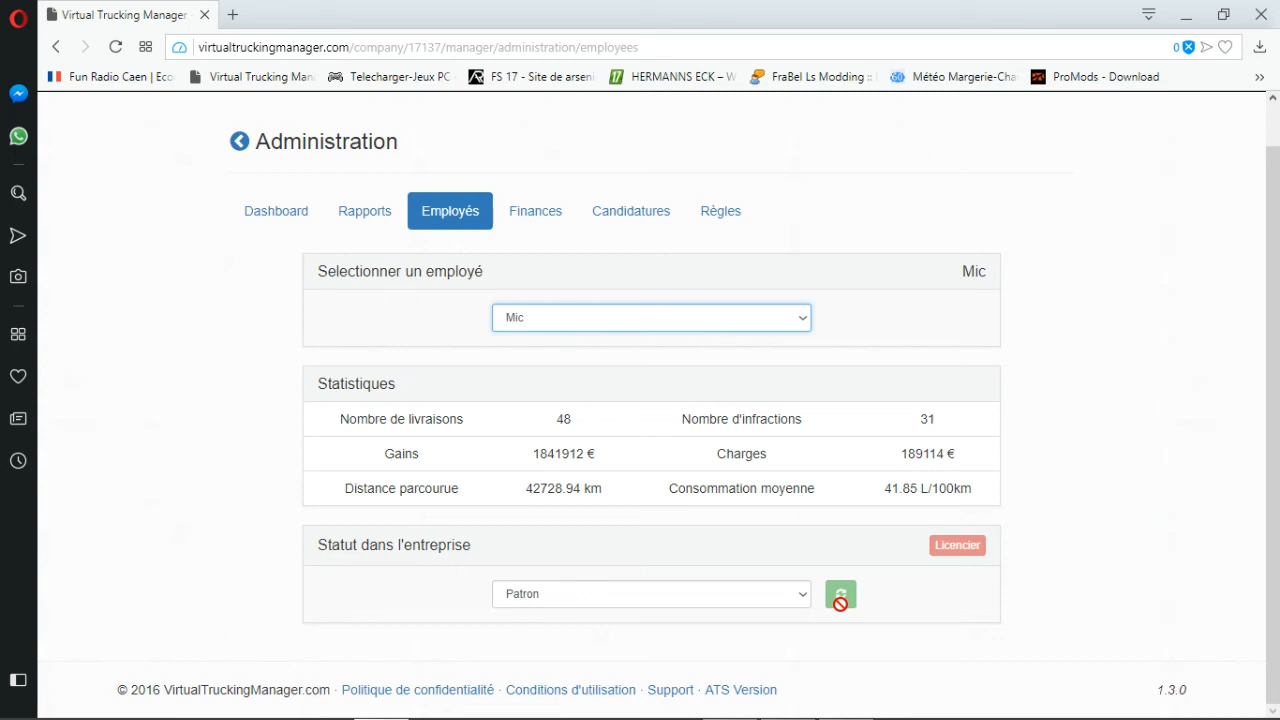 Virtual Trucking Manager
virtualtruckingmanager.com/company/17137/manager/administration/employees
0
Fun Radio Caen | Eco
Virtual Trucking Man
Telecharger-Jeux PC
FS 17 - Site de arseni
HERMANNS ECK – W
FraBel Ls Modding ::
Météo Margerie-Cha
ProMods - Download
Administration
Dashboard
Rapports
Employés
Finances
Candidatures
Règles
Selectionner un employé
Mic
Mic
Statistiques
Nombre de livraisons 48 Nombre d'infractions 31
Gains 1841912 € Charges 189114 €
Distance parcourue 42728.94 km Consommation moyenne 41.85 L/100km
Statut dans l'entreprise
Licencier
Patron
© 2016 VirtualTruckingManager.com · Politique de confidentialité · Conditions d'utilisation · Support · ATS Version
1.3.0